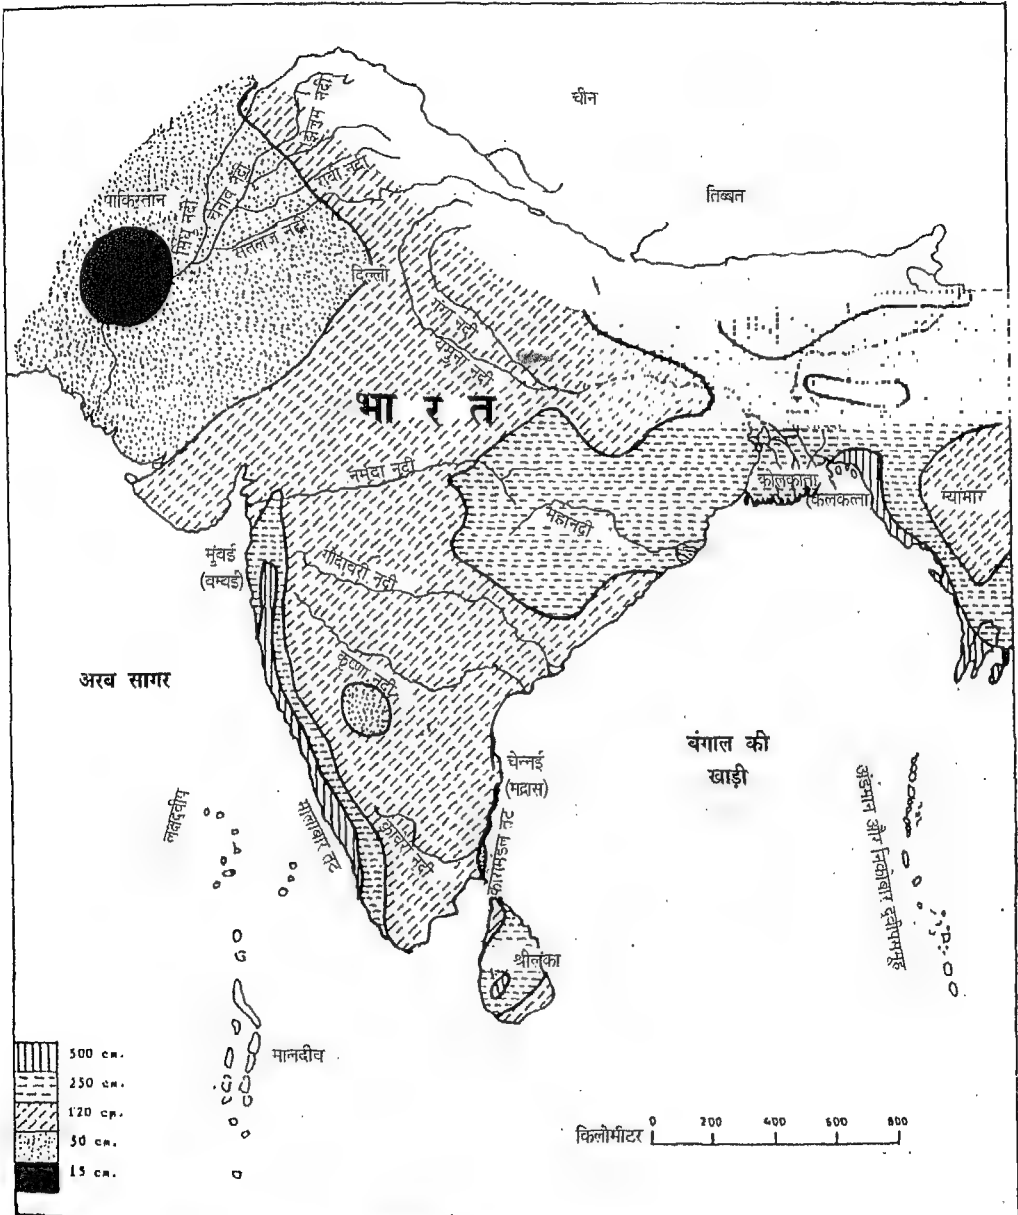 चीन
तिब्बत
झेलुम नदी
पाकिस्तान
सिंधु नदी
चेनाव नदी
रावी नदी
सतलज नदी
दिल्ली
गंगा नदी
यमुना नदी
भारत
नर्मदा नदी
कोलकाता
(कलकत्ता)
म्यांमार
महानदी
मुंबई
(बम्बई)
गोदावरी नदी
अरब सागर
कृष्णा नदी
बंगाल की
खाड़ी
चेन्नई
(मद्रास)
लक्षद्वीप
मालाबार तट
कावेरी नदी
कारोमंडल तट
अंडमान और निकोबार द्वीपसमूह
श्रीलंका
मालदीव
500 cm.
250 cm.
120 cm.
50 cm.
15 cm.
किलोमीटर
0 200 400 600 800